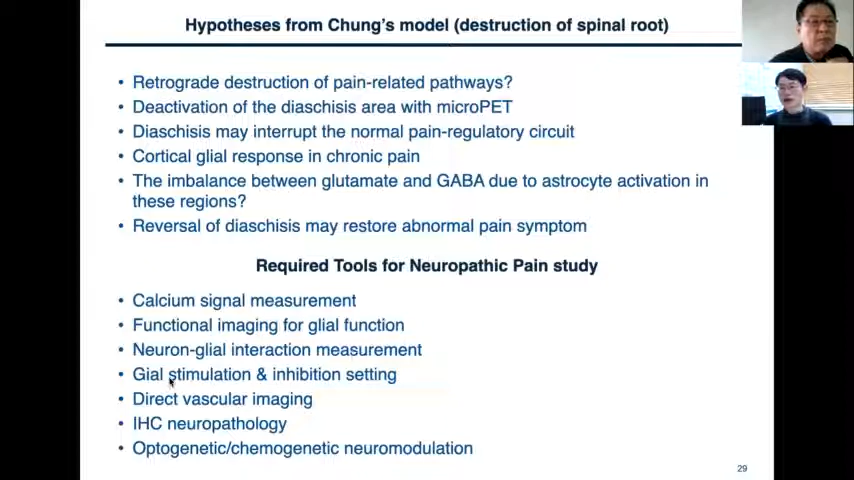 Hypotheses from Chung's model (destruction of spinal root)
• Retrograde destruction of pain-related pathways?
• Deactivation of the diaschisis area with microPET
• Diaschisis may interrupt the normal pain-regulatory circuit
• Cortical glial response in chronic pain
• The imbalance between glutamate and GABA due to astrocyte activation in
these regions?
• Reversal of diaschisis may restore abnormal pain symptom
Required Tools for Neuropathic Pain study
• Calcium signal measurement
• Functional imaging for glial function
• Neuron-glial interaction measurement
• Gial stimulation & inhibition setting
• Direct vascular imaging
• IHC neuropathology
• Optogenetic/chemogenetic neuromodulation
29